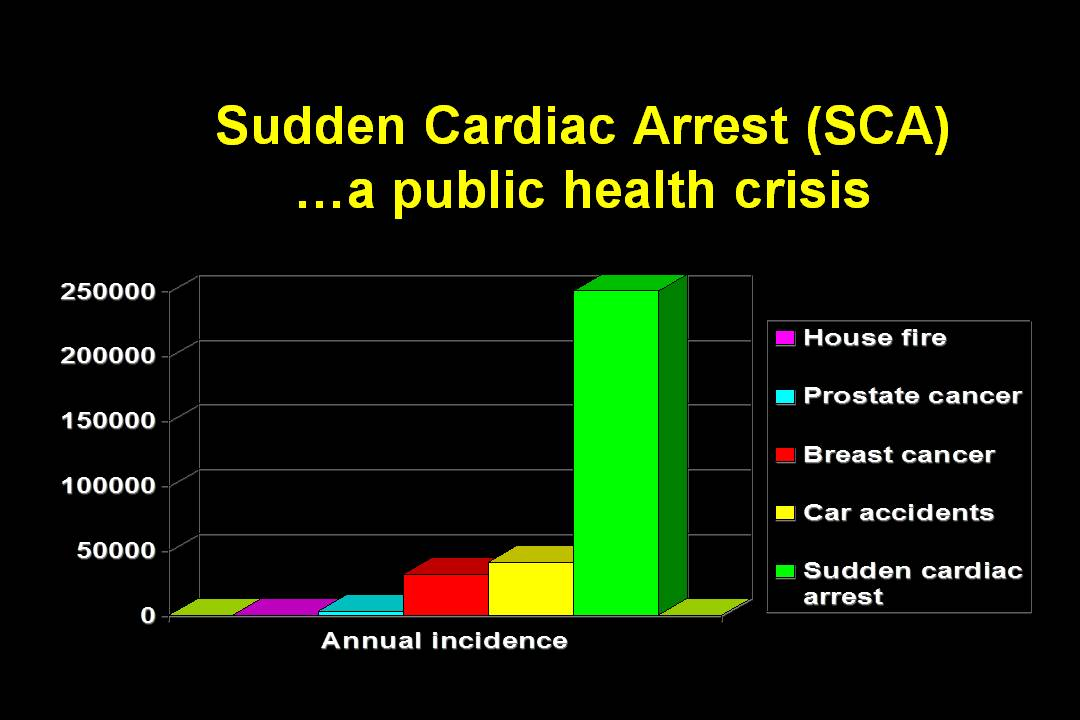 Sudden Cardiac Arrest (SCA)
…a public health crisis
250000
200000
150000
100000
50000
0
Annual incidence
House fire
Prostate cancer
Breast cancer
Car accidents
Sudden cardiac
arrest